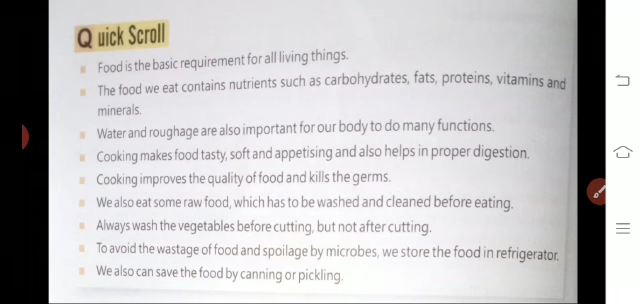 Quick Scroll
Food is the basic requirement for all living things.
The food we eat contains nutrients such as carbohydrates, fats, proteins, vitamins and
minerals.
Water and roughage are also important for our body to do many functions.
Cooking makes food tasty, soft and appetising and also helps in proper digestion.
Cooking improves the quality of food and kills the germs.
We also eat some raw food, which has to be washed and cleaned before eating.
Always wash the vegetables before cutting, but not after cutting.
To avoid the wastage of food and spoilage by microbes, we store the food in refrigerator.
We also can save the food by canning or pickling.